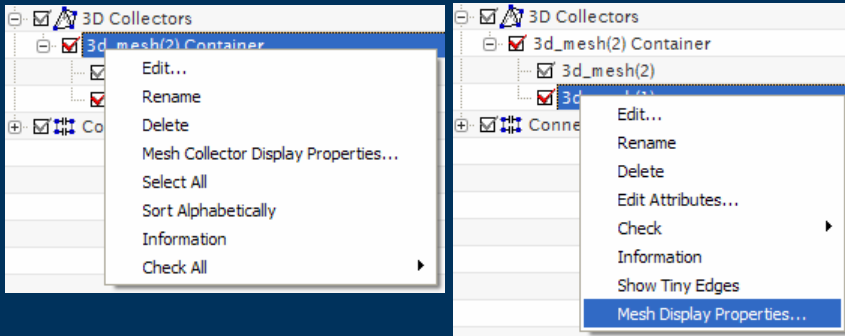 3D Collectors
3d_mesh(2) Container
Edit...
Rename
Delete
Mesh Collector Display Properties...
Select All
Sort Alphabetically
Information
Check All
Co
3D Collectors
3d_mesh(2) Container
3d_mesh(2)
Conne
Edit...
Rename
Delete
Edit Attributes...
Check
Information
Show Tiny Edges
Mesh Display Properties...